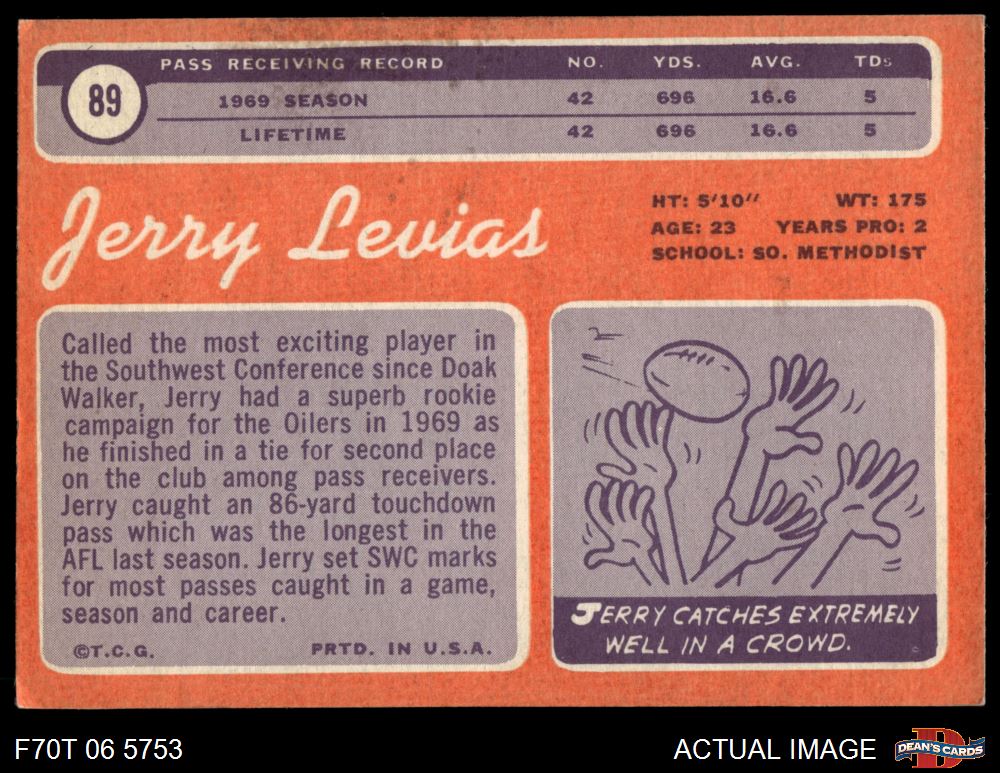 PASS RECEIVING RECORD NO. YDS. AVG. TDs
89
1969 SEASON 42 696 16.6 5
LIFETIME 42 696 16.6 5
Jerry Levias
HT: 5'10" WT: 175
AGE: 23 YEARS PRO: 2
SCHOOL: SO. METHODIST
Called the most exciting player in
the Southwest Conference since Doak
Walker, Jerry had a superb rookie
campaign for the Oilers in 1969 as
he finished in a tie for second place
on the club among pass receivers.
Jerry caught an 86-yard touchdown
pass which was the longest in the
AFL last season. Jerry set SWC marks
for most passes caught in a game,
season and career.
©T.C.G. PRTD. IN U.S.A.
JERRY CATCHES EXTREMELY
WELL IN A CROWD.
F70T 06 5753
ACTUAL IMAGE
D
DEAN'S CARDS